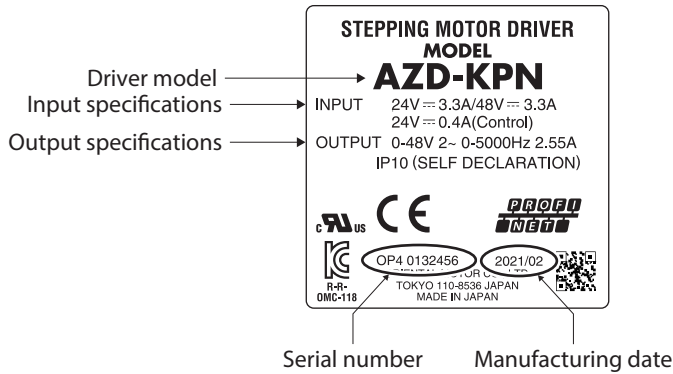 STEPPING MOTOR DRIVER
MODEL
AZD-KPN
Driver model
Input specifications
INPUT 24V⎓3.3A/48V⎓3.3A
24V⎓0.4A(Control)
Output specifications
OUTPUT 0-48V 2~ 0-5000Hz 2.55A
IP10 (SELF DECLARATION)
c RU US CE PROFI
NET
OP4 0132456 2021/02
R-R-
OMC-118
TOKYO 110-8536 JAPAN
MADE IN JAPAN
Serial number Manufacturing date